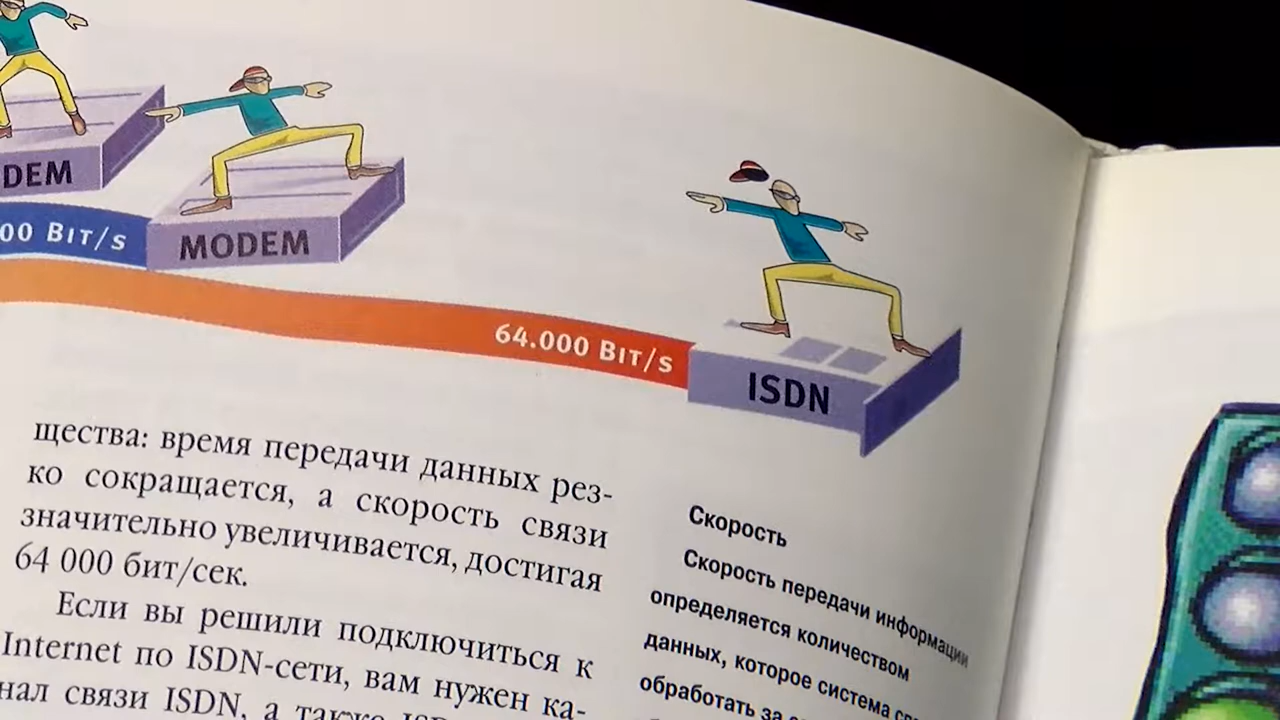 DEM
00 BIT/S
MODEM
64.000 BIT/S
ISDN
щества: время передачи данных рез-
ко сокращается, а скорость связи
значительно увеличивается, достигая
64 000 бит/сек.
Если вы решили подключиться к
Internet по ISDN-сети, вам нужен ка-
нал связи ISDN, а также
Скорость
Скорость передачи информации
определяется количеством
данных, которое система
обработать за